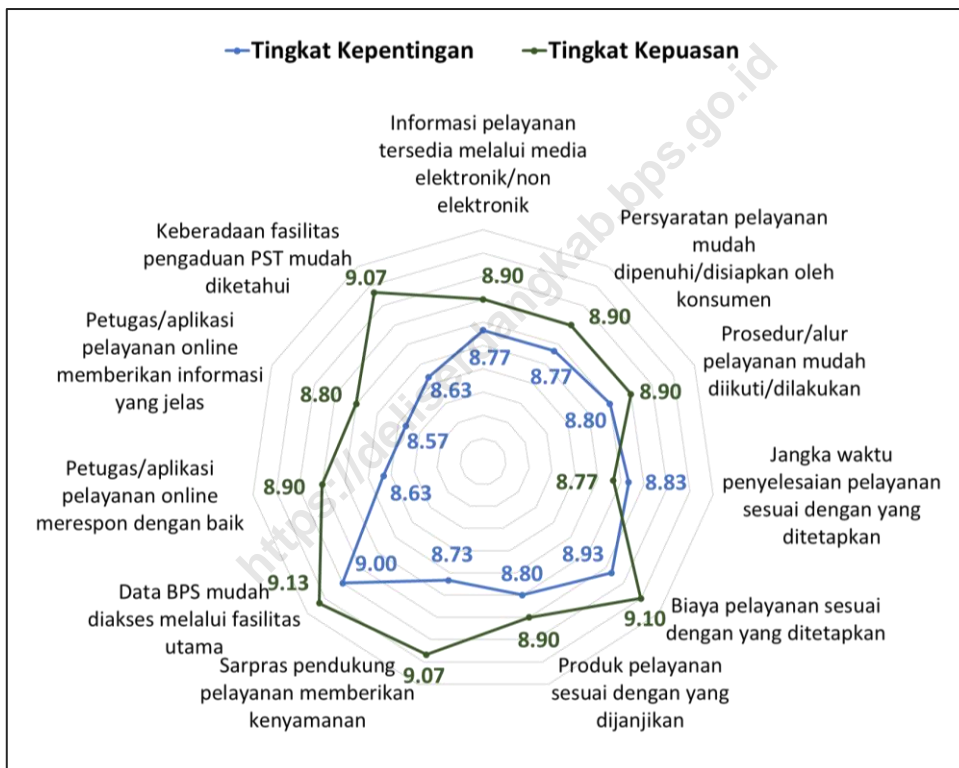 Tingkat Kepentingan Tingkat Kepuasan
Informasi pelayanan
tersedia melalui media
elektronik/non
elektronik
Persyaratan pelayanan
mudah
dipenuhi/disiapkan oleh
konsumen
Prosedur/alur
pelayanan mudah
diikuti/dilakukan
Jangka waktu
penyelesaian pelayanan
sesuai dengan yang
ditetapkan
Biaya pelayanan sesuai
dengan yang ditetapkan
Produk pelayanan
sesuai dengan yang
dijanjikan
Sarpras pendukung
pelayanan memberikan
kenyamanan
Data BPS mudah
diakses melalui fasilitas
utama
Petugas/aplikasi
pelayanan online
merespon dengan baik
Petugas/aplikasi
pelayanan online
memberikan informasi
yang jelas
Keberadaan fasilitas
pengaduan PST mudah
diketahui
8.90
8.90
8.90
8.77
9.10
8.90
9.07
9.13
8.90
8.80
9.07
8.77
8.77
8.80
8.83
8.93
8.80
8.73
9.00
8.63
8.57
8.63
https://deliserdangkab.bps.go.id